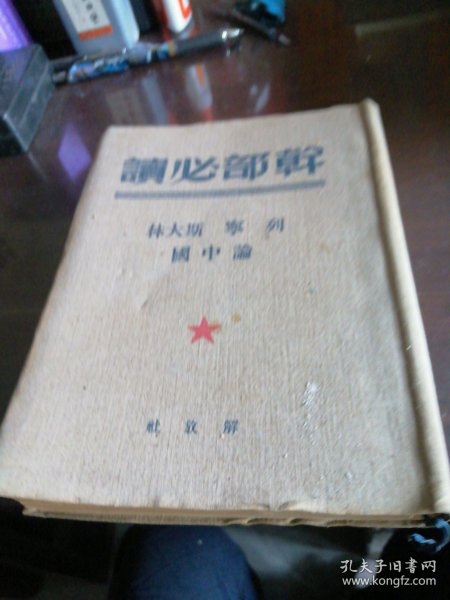 幹部必讀
列寧 斯大林
論中國
解放社
孔夫子旧书网
www.kongfz.com